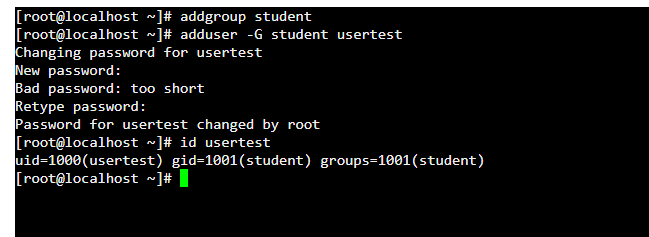 [root@localhost ~]# addgroup student
[root@localhost ~]# adduser -G student usertest
Changing password for usertest
New password:
Bad password: too short
Retype password:
Password for usertest changed by root
[root@localhost ~]# id usertest
uid=1000(usertest) gid=1001(student) groups=1001(student)
[root@localhost ~]#